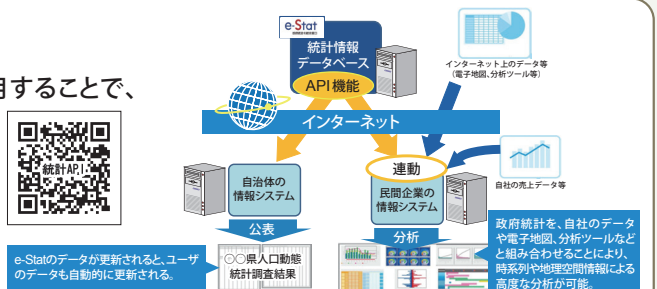 e-Stat
統計情報
データベース
API機能
インターネット上のデータ等
(電子地図、分析ツール等)
用することで、
インターネット
統計API
自治体の
情報システム
連動
民間企業の
情報システム
自社の売上データ等
公表
分析
e-Statのデータが更新されると、ユーザ
のデータも自動的に更新される。
○○県人口動態
統計調査結果
政府統計を、自社のデータ
や電子地図、分析ツールなど
と組み合わせることにより、
時系列や地理空間情報による
高度な分析が可能。